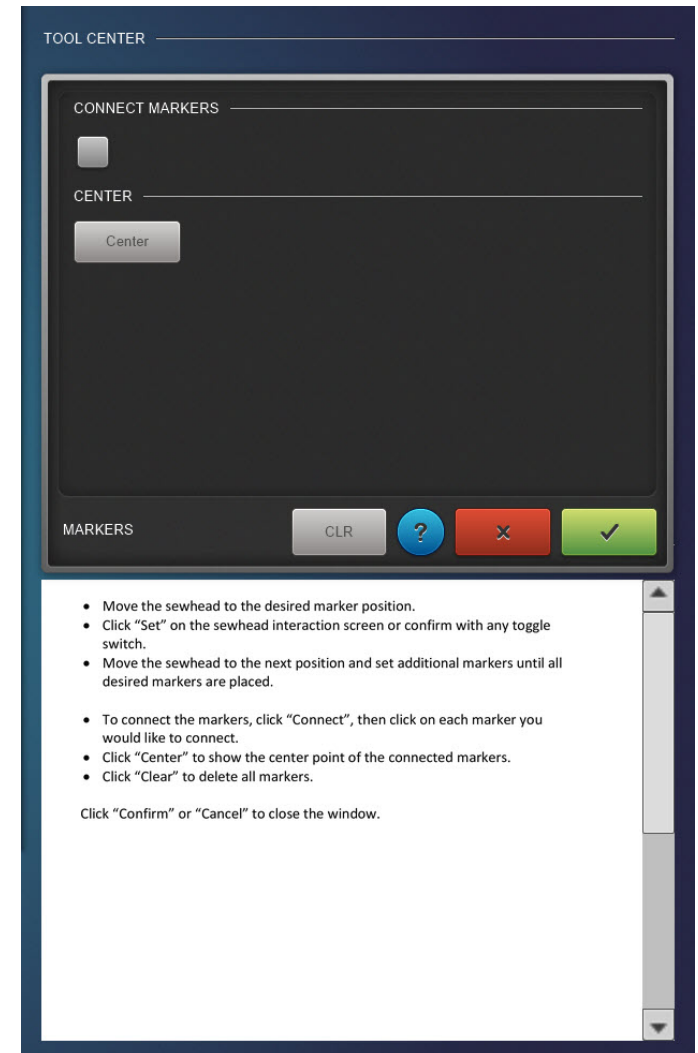 TOOL CENTER
CONNECT MARKERS
CENTER
Center
MARKERS
CLR
?
• Move the sewhead to the desired marker position.
• Click “Set” on the sewhead interaction screen or confirm with any toggle
switch.
• Move the sewhead to the next position and set additional markers until all
desired markers are placed.
• To connect the markers, click “Connect”, then click on each marker you
would like to connect.
• Click “Center” to show the center point of the connected markers.
• Click “Clear” to delete all markers.
Click “Confirm” or “Cancel” to close the window.